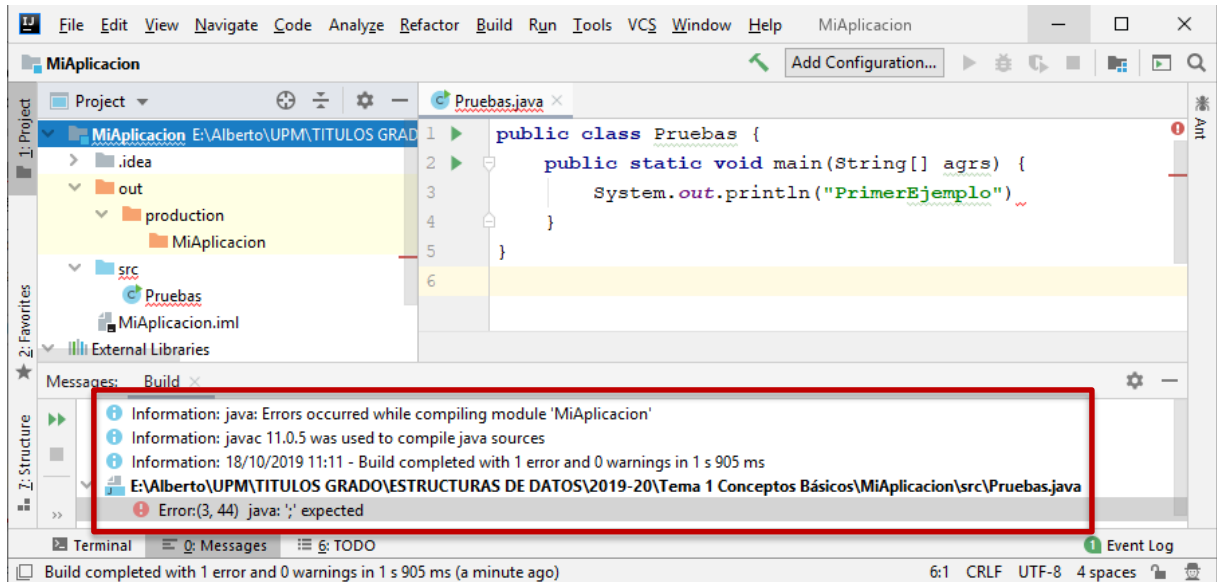 IJ File Edit View Navigate Code Analyze Refactor Build Run Tools VCS Window Help MiAplicacion
MiAplicacion Add Configuration...
1: Project
Project
Pruebas.java
Ant
MiAplicacion E:\Alberto\UPM\TITULOS GRAD
.idea
out
production
MiAplicacion
src
Pruebas
MiAplicacion.iml
External Libraries
1 public class Pruebas {
2 public static void main(String[] agrs) {
3 System.out.println("PrimerEjemplo")
4 }
5 }
6
2: Favorites
7: Structure
Messages: Build
Information: java: Errors occurred while compiling module 'MiAplicacion'
Information: javac 11.0.5 was used to compile java sources
Information: 18/10/2019 11:11 - Build completed with 1 error and 0 warnings in 1 s 905 ms
E:\Alberto\UPM\TITULOS GRADO\ESTRUCTURAS DE DATOS\2019-20\Tema 1 Conceptos Básicos\MiAplicacion\src\Pruebas.java
Error:(3, 44) java: ';' expected
Terminal 0: Messages 6: TODO 1 Event Log
Build completed with 1 error and 0 warnings in 1 s 905 ms (a minute ago) 6:1 CRLF UTF-8 4 spaces